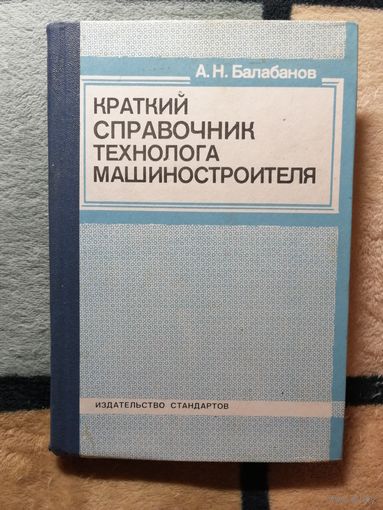 А. Н. Балабанов
КРАТКИЙ
СПРАВОЧНИК
ТЕХНОЛОГА
МАШИНОСТРОИТЕЛЯ
ИЗДАТЕЛЬСТВО СТАНДАРТОВ